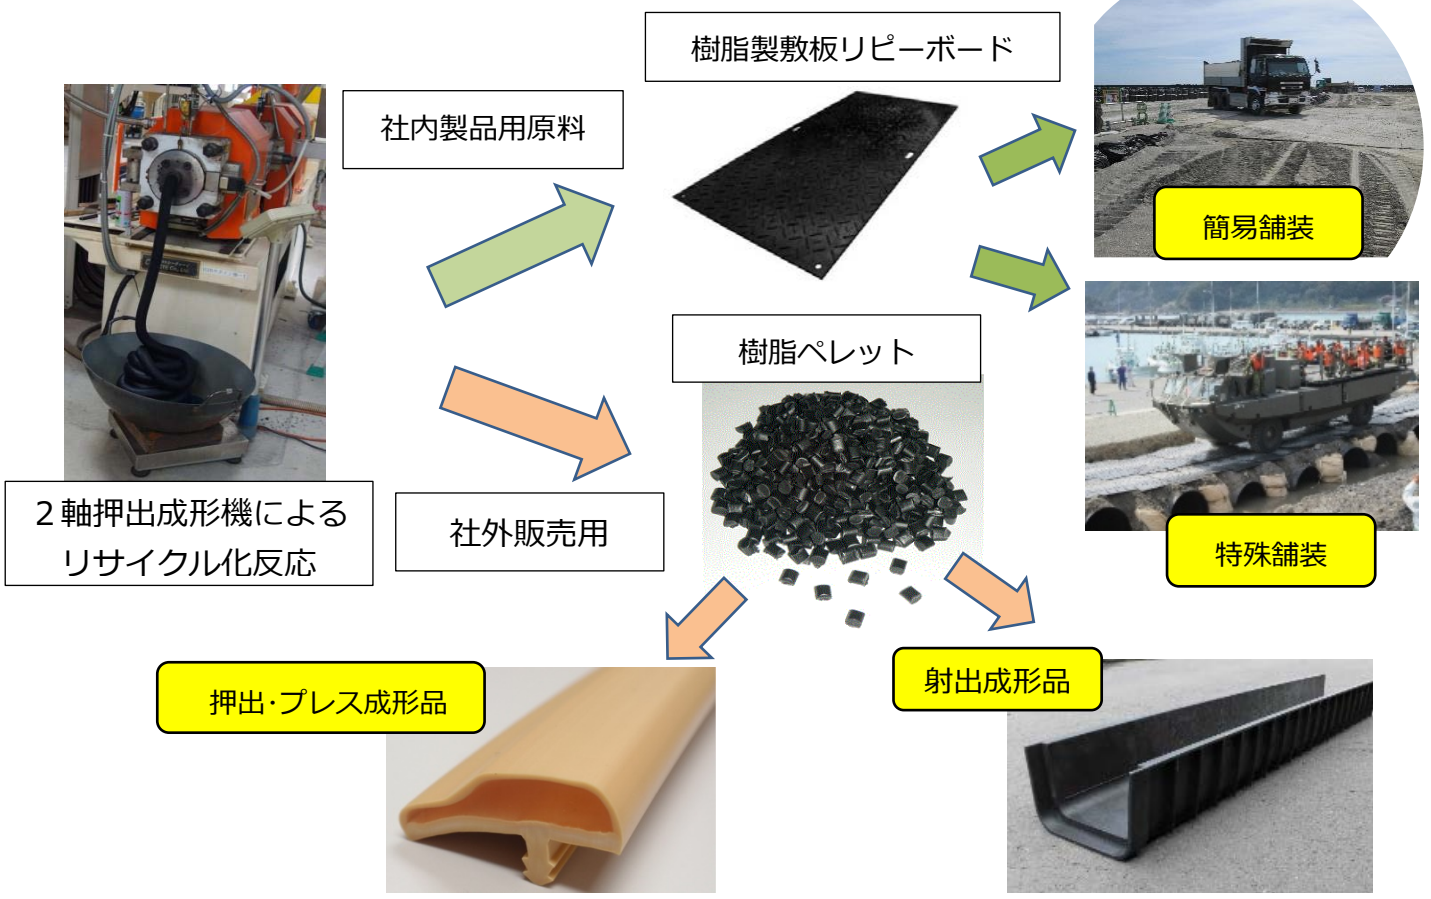 樹脂製敷板リピーボード
社内製品用原料
簡易舗装
樹脂ペレット
２軸押出成形機による
リサイクル化反応
社外販売用
特殊舗装
押出･プレス成形品
射出成形品